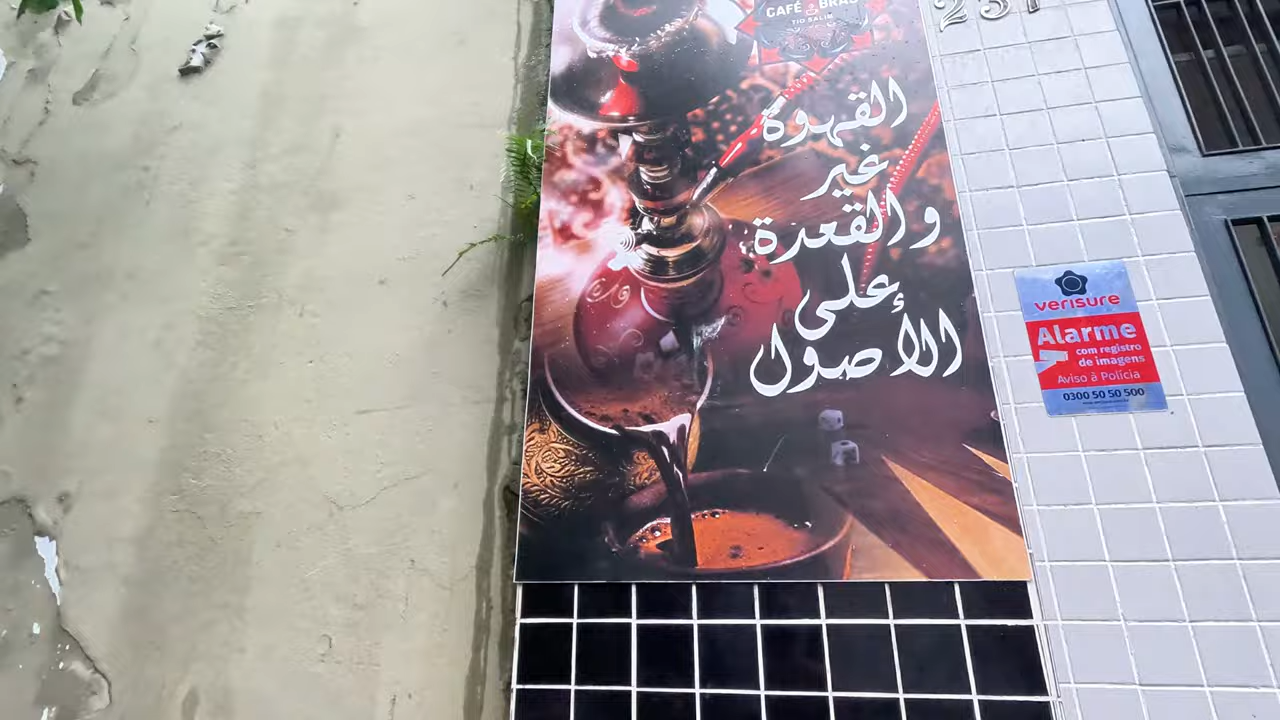 CAFÉ BRAS
TIO SALIM
القهوة
غير
والقعدة
على
الأصول
verisure
Alarme
com registro
de imagens
Aviso à Polícia
0300 50 50 500